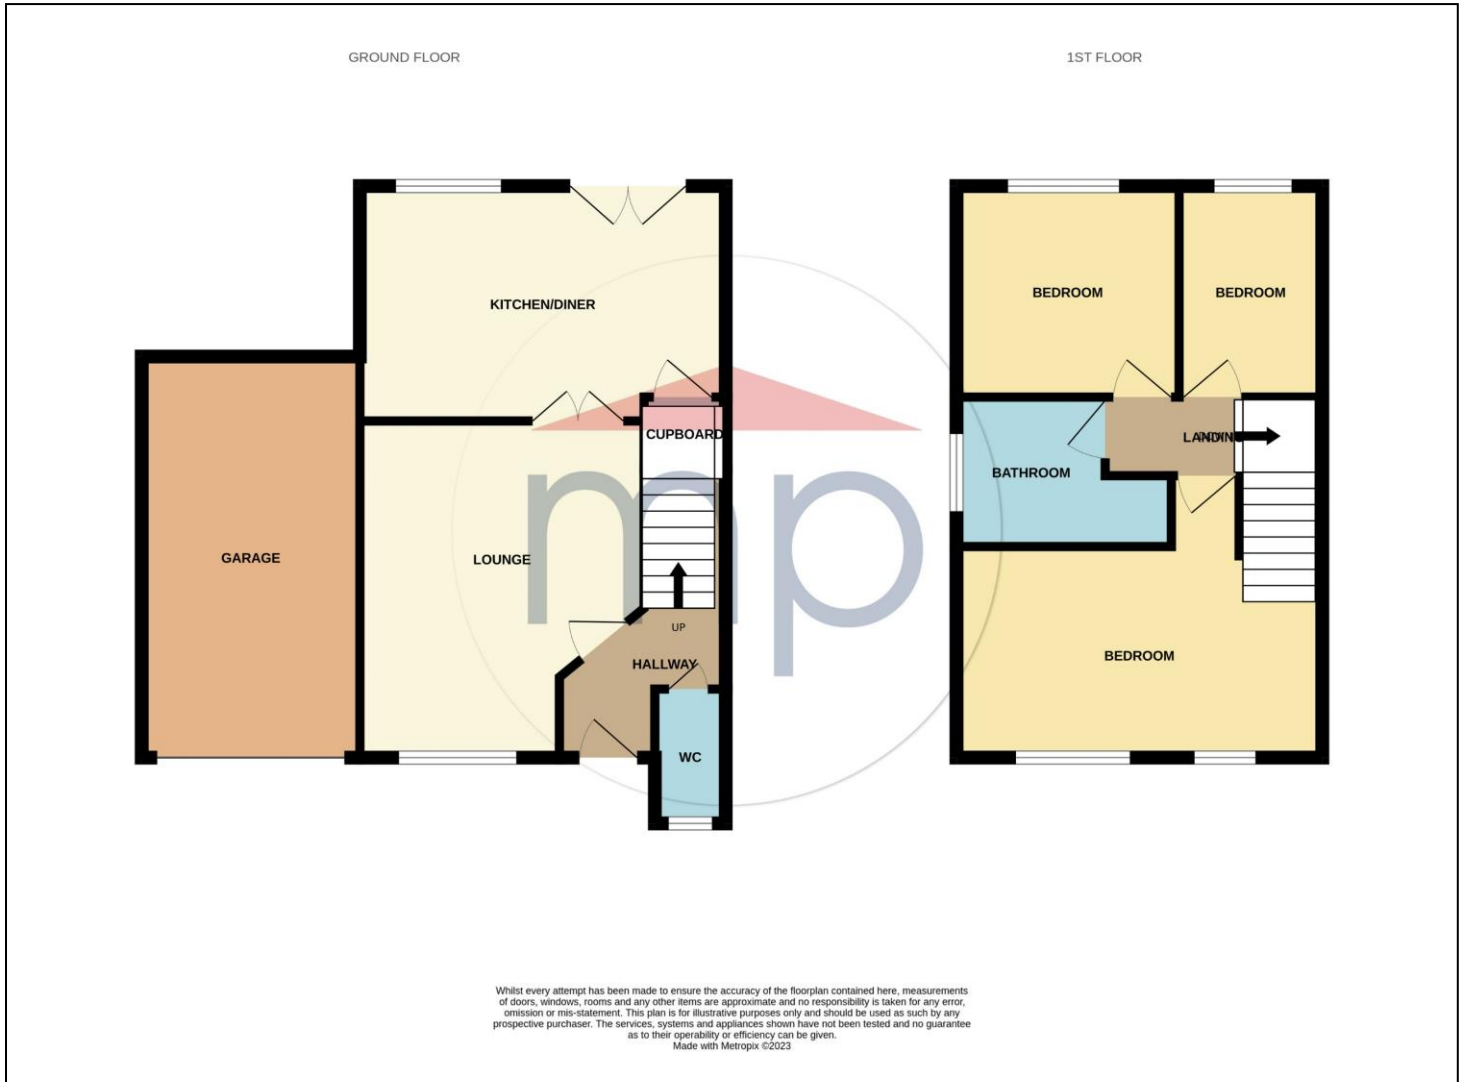 GROUND FLOOR
1ST FLOOR
KITCHEN/DINER
CUPBOARD
LOUNGE
GARAGE
UP
HALLWAY
WC
BEDROOM
BEDROOM
LANDING
BATHROOM
BEDROOM
mp
Whilst every attempt has been made to ensure the accuracy of the floorplan contained here, measurements
of doors, windows, rooms and any other items are approximate and no responsibility is taken for any error,
omission or mis-statement. This plan is for illustrative purposes only and should be used as such by any
prospective purchaser. The services, systems and appliances shown have not been tested and no guarantee
as to their operability or efficiency can be given.
Made with Metropix ©2023